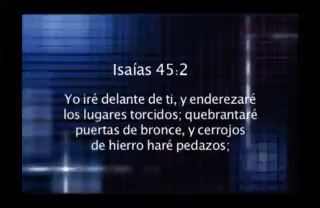 Isaías 45:2
Yo iré delante de ti, y enderezaré
los lugares torcidos; quebrantaré
puertas de bronce, y cerrojos
de hierro haré pedazos;